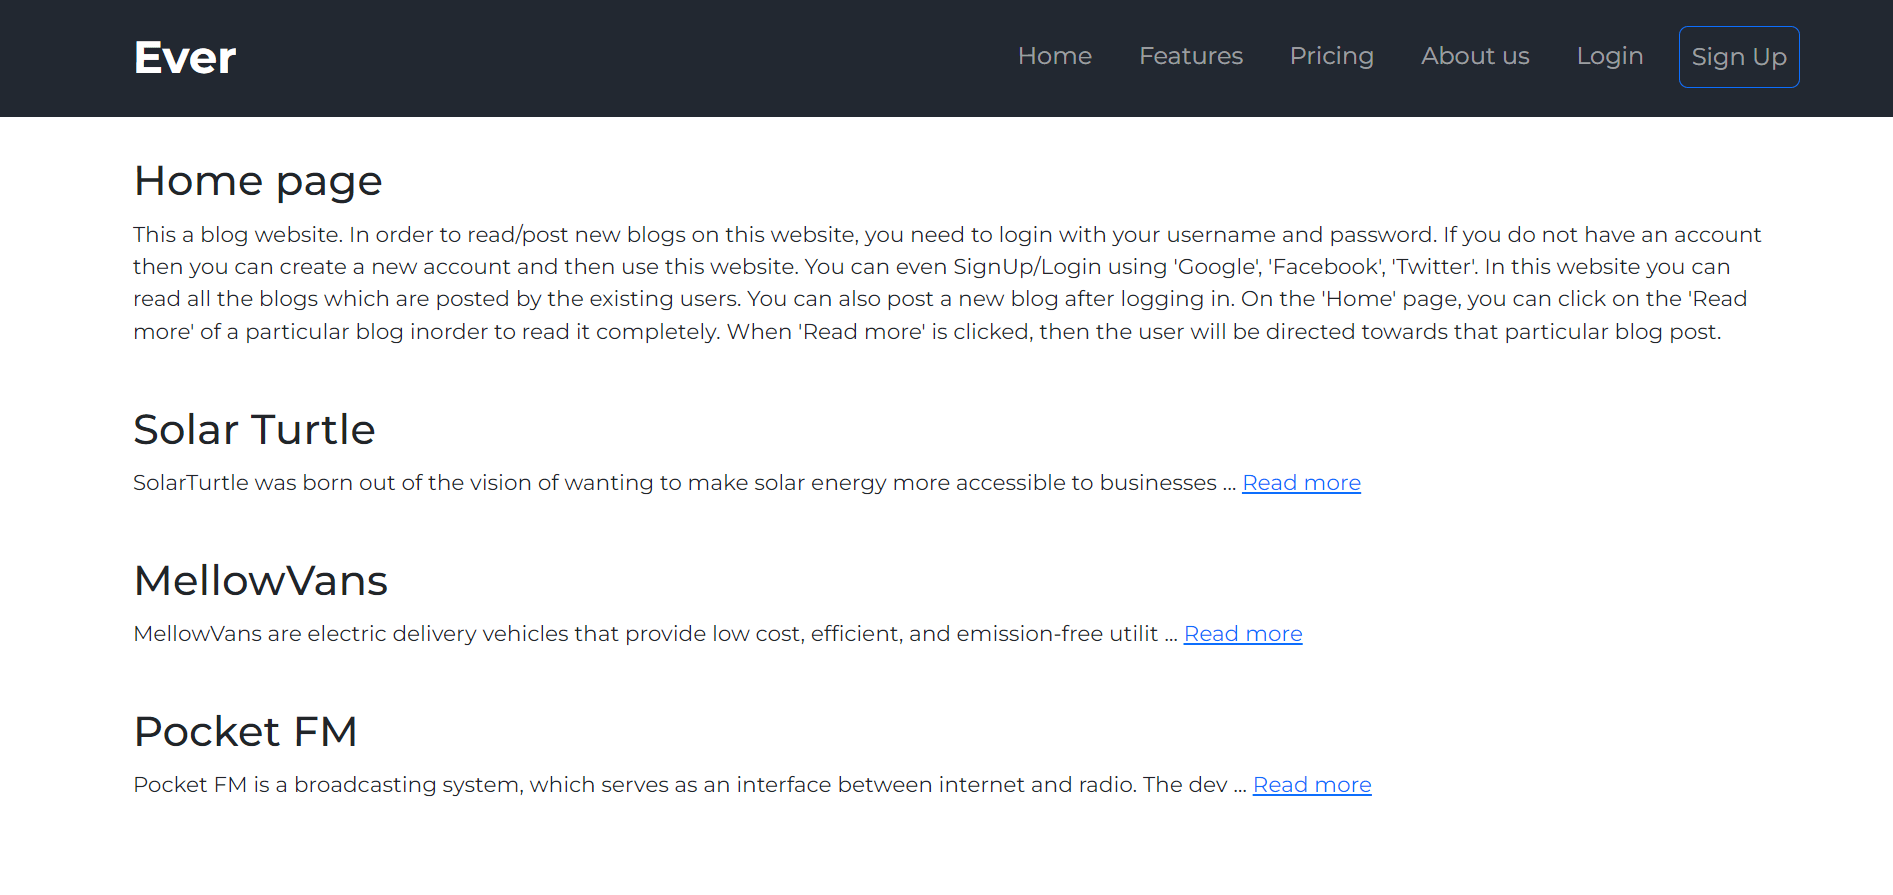 Ever
Home Features Pricing About us Login Sign Up
Home page
This a blog website. In order to read/post new blogs on this website, you need to login with your username and password. If you do not have an account
then you can create a new account and then use this website. You can even SignUp/Login using 'Google', 'Facebook', 'Twitter'. In this website you can
read all the blogs which are posted by the existing users. You can also post a new blog after logging in. On the 'Home' page, you can click on the 'Read
more' of a particular blog inorder to read it completely. When 'Read more' is clicked, then the user will be directed towards that particular blog post.
Solar Turtle
SolarTurtle was born out of the vision of wanting to make solar energy more accessible to businesses ... Read more
MellowVans
MellowVans are electric delivery vehicles that provide low cost, efficient, and emission-free utilit ... Read more
Pocket FM
Pocket FM is a broadcasting system, which serves as an interface between internet and radio. The dev ... Read more